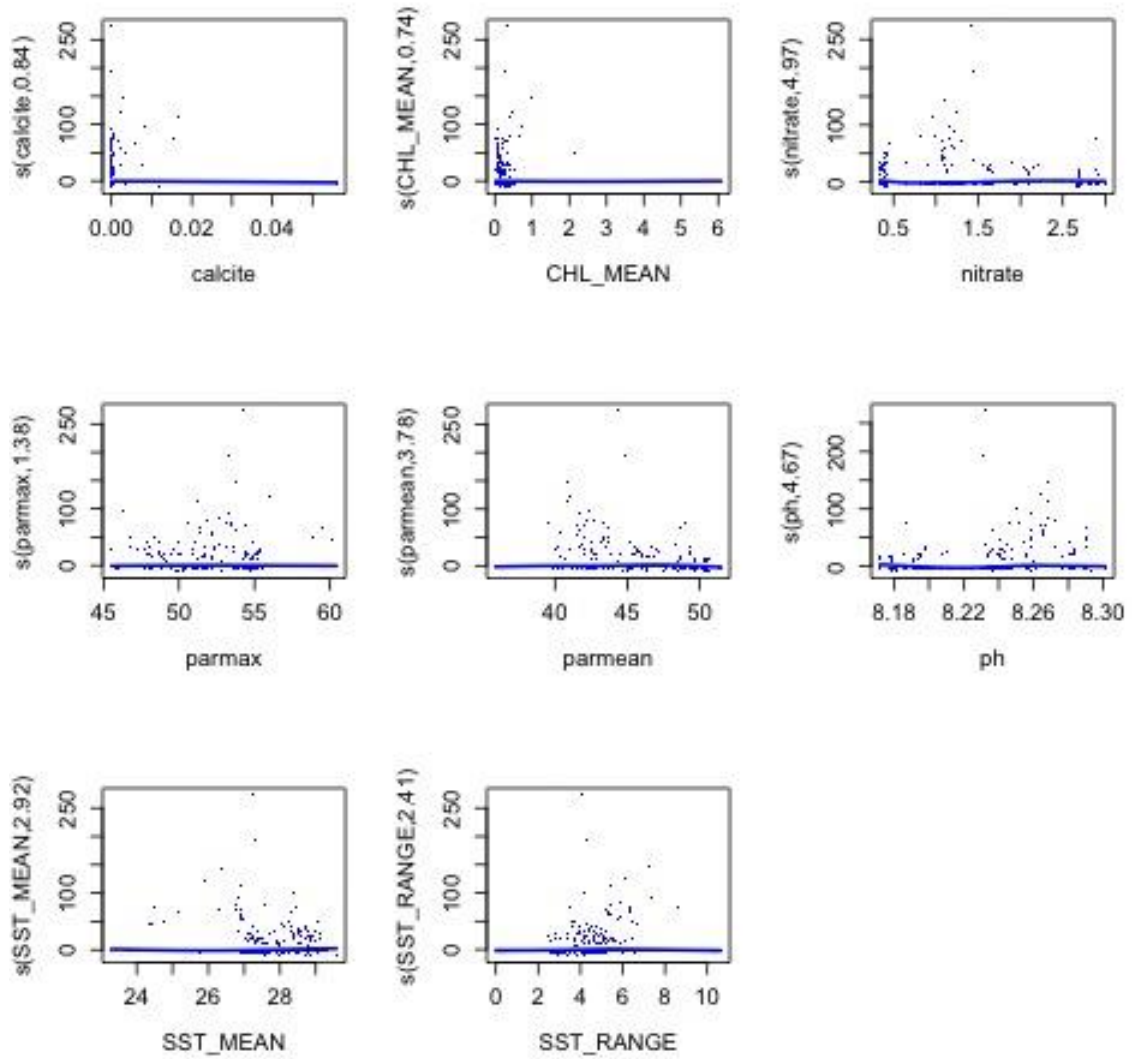 s(calcite,0.84)
250
100
0
0.00 0.02 0.04
calcite
s(CHL_MEAN,0.74)
250
100
0
0 1 2 3 4 5 6
CHL_MEAN
s(nitrate,4.97)
250
100
0
0.5 1.5 2.5
nitrate
s(parmax,1.38)
250
100
0
45 50 55 60
parmax
s(parmean,3.78)
250
100
0
40 45 50
parmean
s(ph,4.67)
200
100
0
8.18 8.22 8.26 8.30
ph
s(SST_MEAN,2.92)
250
100
0
24 26 28
SST_MEAN
s(SST_RANGE,2.41)
250
100
0
0 2 4 6 8 10
SST_RANGE